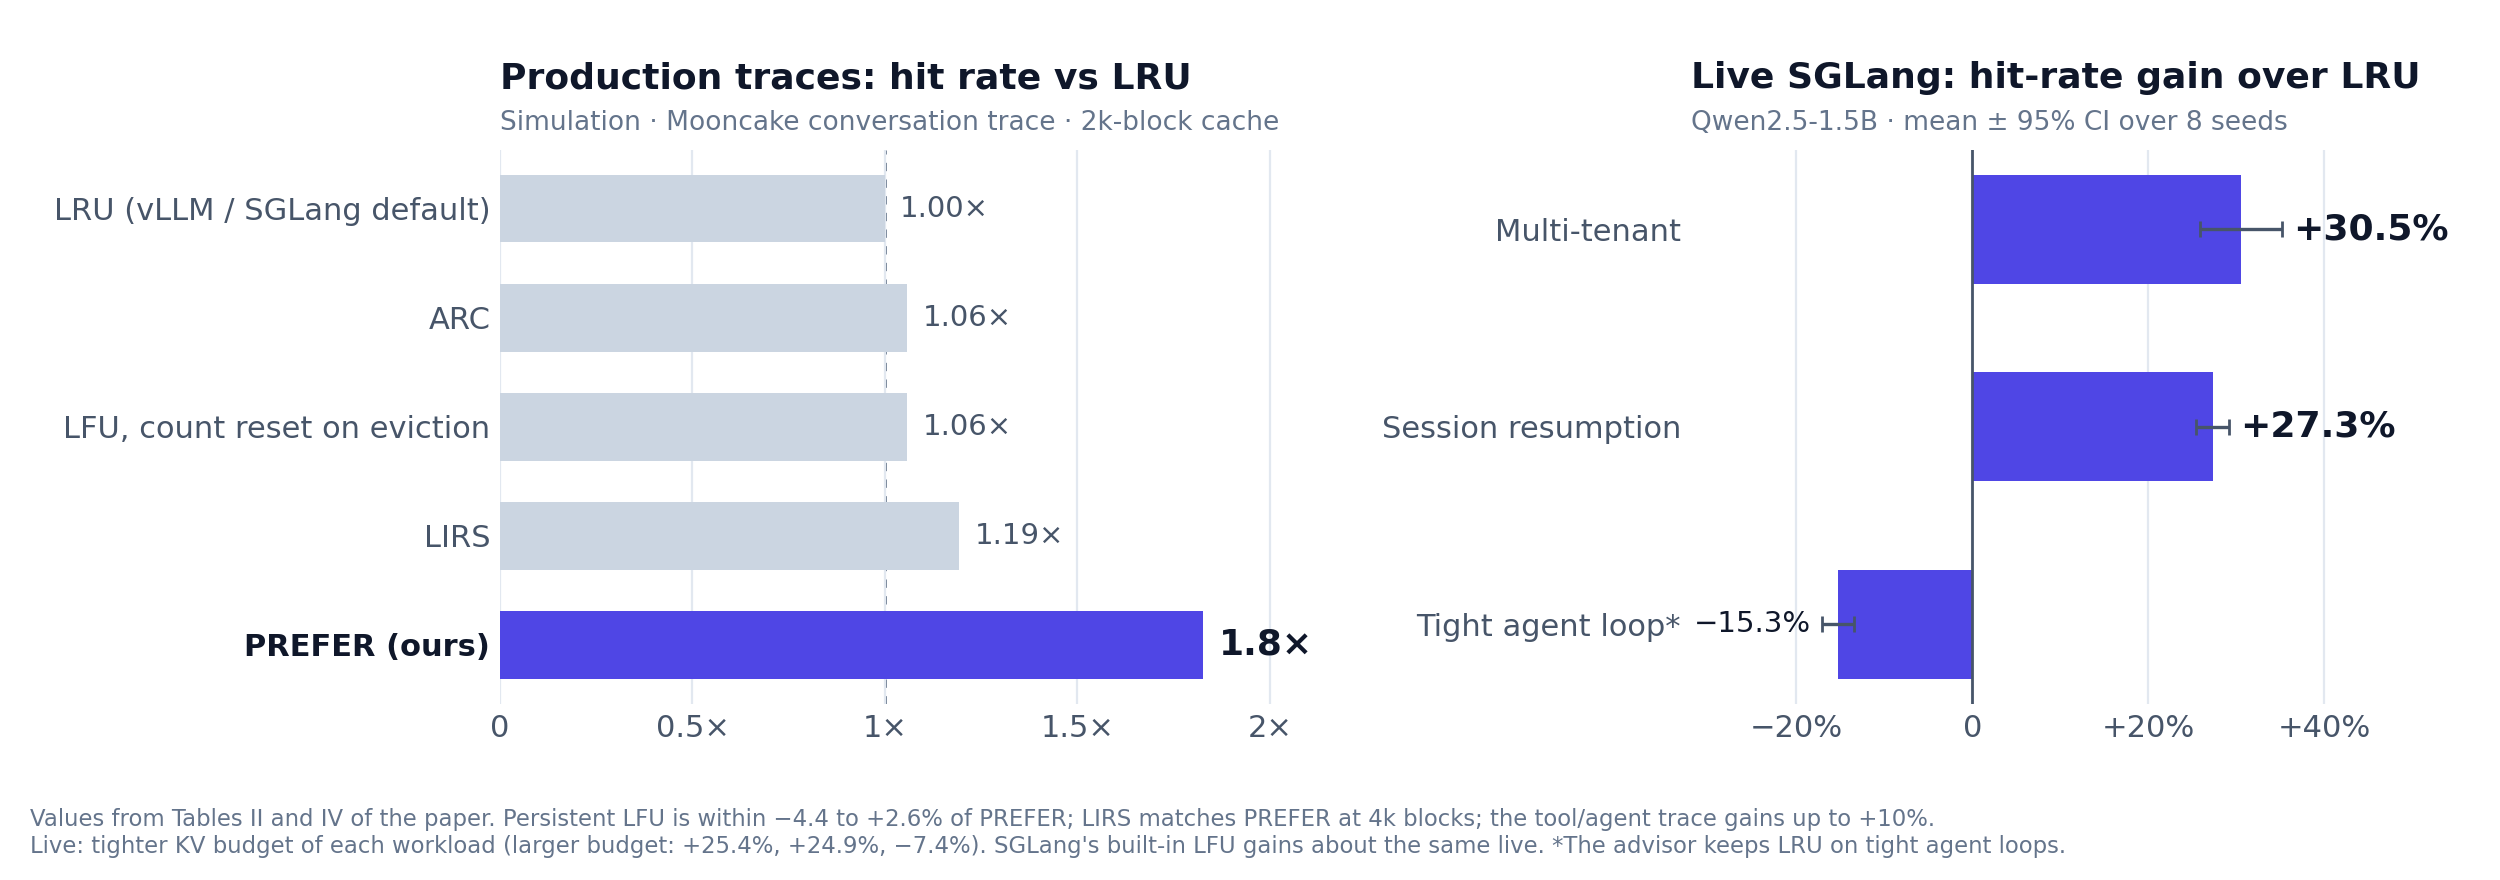 Production traces: hit rate vs LRU
Simulation · Mooncake conversation trace · 2k-block cache
LRU (vLLM / SGLang default)
1.00×
ARC
1.06×
LFU, count reset on eviction
1.06×
LIRS
1.19×
PREFER (ours)
1.8×
0 0.5× 1× 1.5× 2×
Live SGLang: hit-rate gain over LRU
Qwen2.5-1.5B · mean ± 95% CI over 8 seeds
Multi-tenant
+30.5%
Session resumption
+27.3%
Tight agent loop*
−15.3%
−20% 0 +20% +40%
Values from Tables II and IV of the paper. Persistent LFU is within −4.4 to +2.6% of PREFER; LIRS matches PREFER at 4k blocks; the tool/agent trace gains up to +10%.
Live: tighter KV budget of each workload (larger budget: +25.4%, +24.9%, −7.4%). SGLang's built-in LFU gains about the same live. *The advisor keeps LRU on tight agent loops.